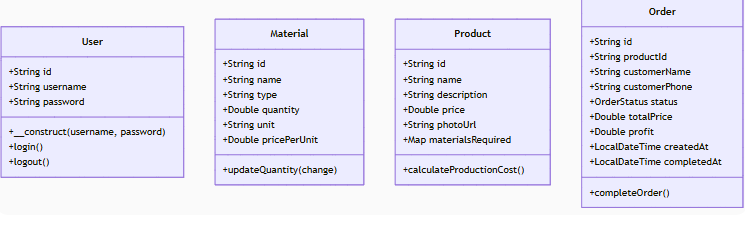 User
+String id
+String username
+String password
+__construct(username, password)
+login()
+logout()
Material
+String id
+String name
+String type
+Double quantity
+String unit
+Double pricePerUnit
+updateQuantity(change)
Product
+String id
+String name
+String description
+Double price
+String photoUrl
+Map materialsRequired
+calculateProductionCost()
Order
+String id
+String productId
+String customerName
+String customerPhone
+OrderStatus status
+Double totalPrice
+Double profit
+LocalDateTime createdAt
+LocalDateTime completedAt
+completeOrder()